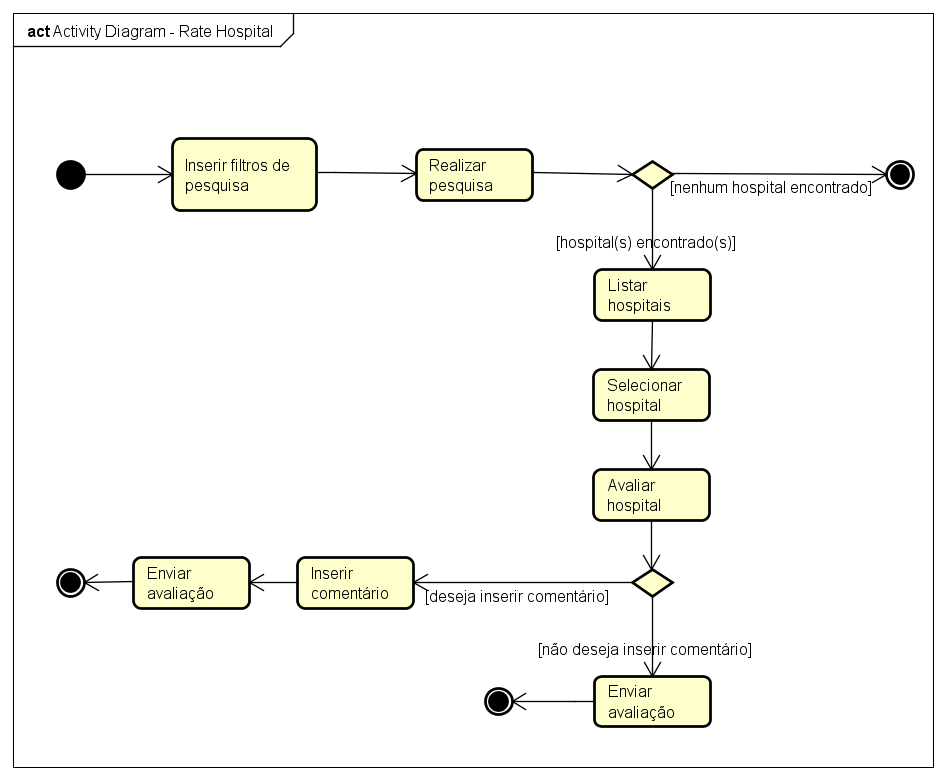 act Activity Diagram - Rate Hospital
Inserir filtros de
pesquisa
Realizar
pesquisa
[nenhum hospital encontrado]
[hospital(s) encontrado(s)]
Listar
hospitais
Selecionar
hospital
Avaliar
hospital
Enviar
avaliação
Inserir
comentário
[deseja inserir comentário]
[não deseja inserir comentário]
Enviar
avaliação